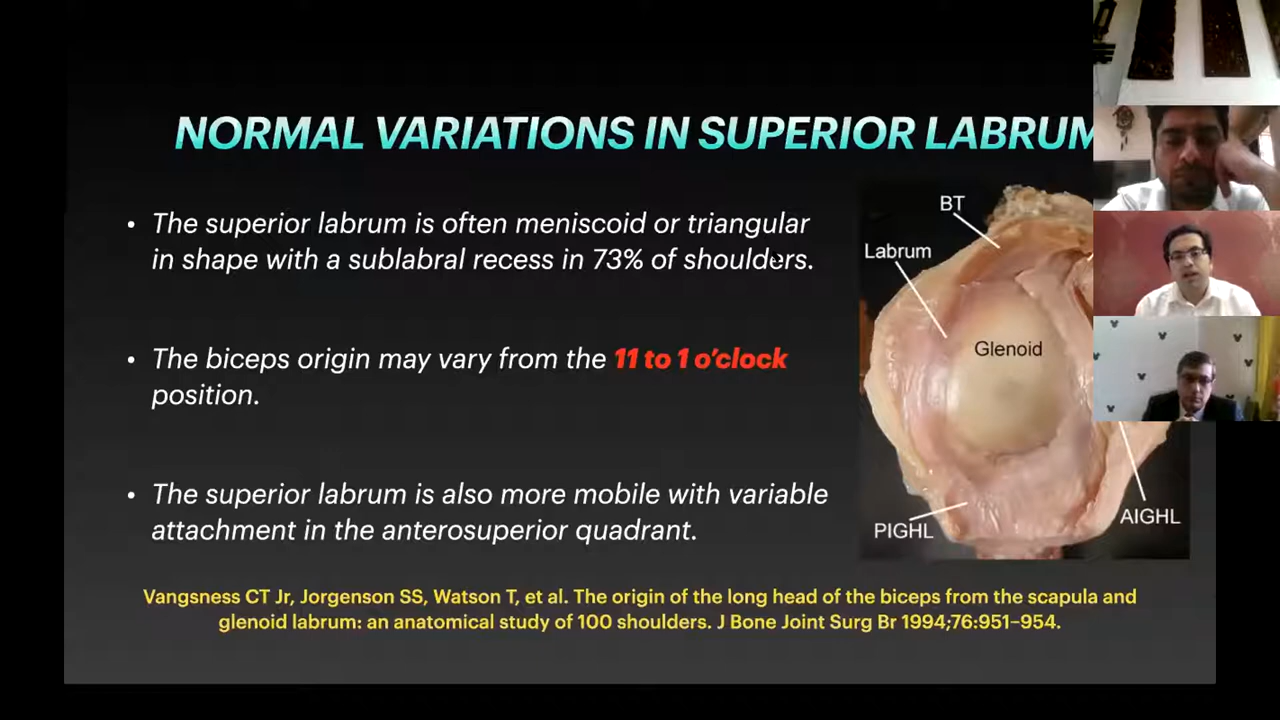 NORMAL VARIATIONS IN SUPERIOR LABRUM
• The superior labrum is often meniscoid or triangular
in shape with a sublabral recess in 73% of shoulders.
• The biceps origin may vary from the 11 to 1 o'clock
position.
• The superior labrum is also more mobile with variable
attachment in the anterosuperior quadrant.
BT
Labrum
Glenoid
PIGHL
AIGHL
Vangsness CT Jr, Jorgenson SS, Watson T, et al. The origin of the long head of the biceps from the scapula and
glenoid labrum: an anatomical study of 100 shoulders. J Bone Joint Surg Br 1994;76:951–954.